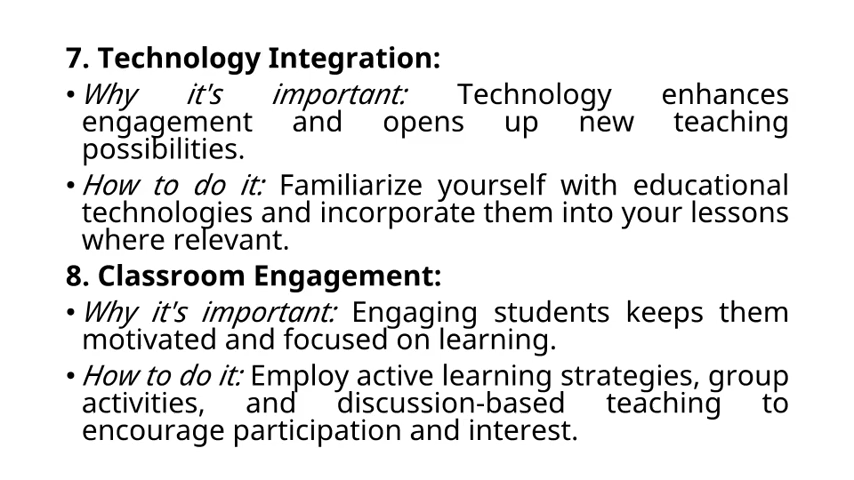 7. Technology Integration:
• Why it's important: Technology enhances
engagement and opens up new teaching
possibilities.
• How to do it: Familiarize yourself with educational
technologies and incorporate them into your lessons
where relevant.
8. Classroom Engagement:
• Why it's important: Engaging students keeps them
motivated and focused on learning.
• How to do it: Employ active learning strategies, group
activities, and discussion-based teaching to
encourage participation and interest.